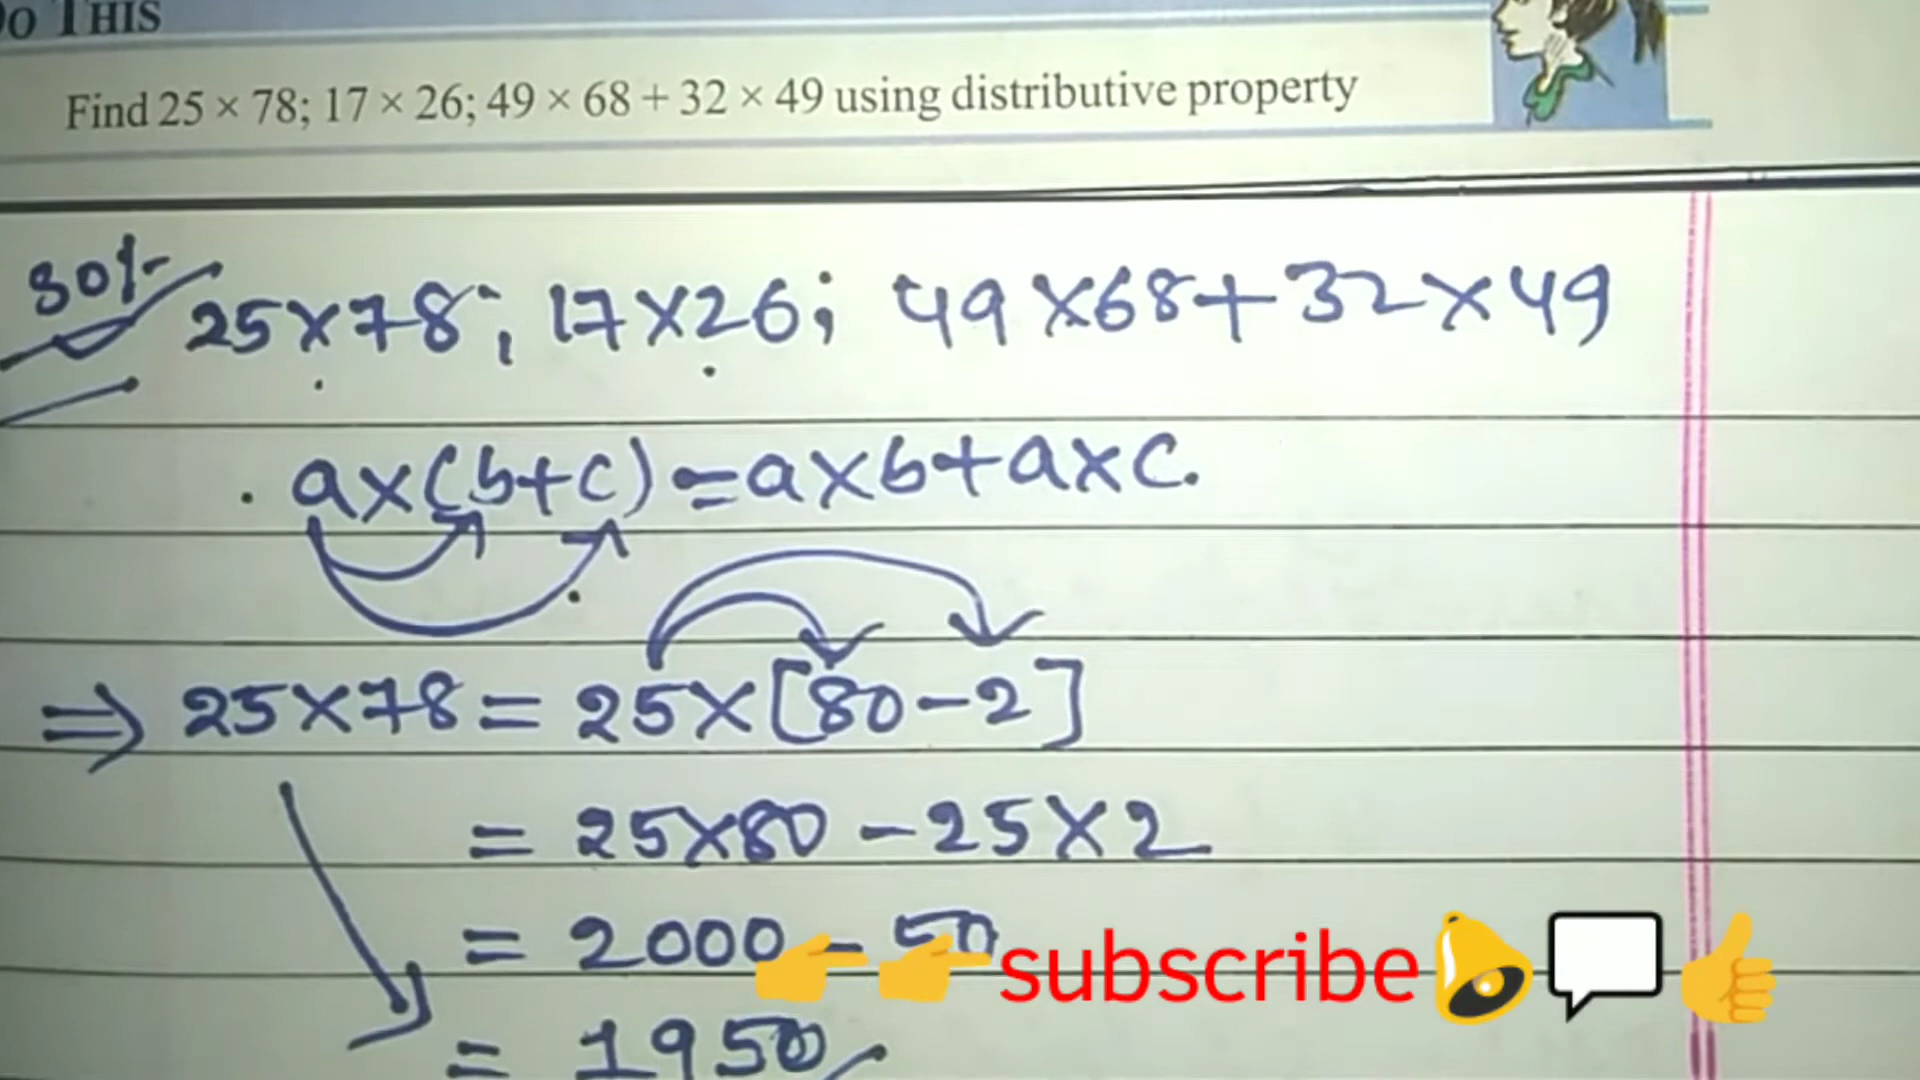 DO THIS
Find 25 × 78; 17 × 26; 49 × 68 + 32 × 49 using distributive property
25×78; 17×26; 49×68+32×49
a×(b+c)=a×b+a×c.
⇒ 25×78 = 25×[80-2]
= 25×80 - 25×2
= 2000 - 50
subscribe
= 1950